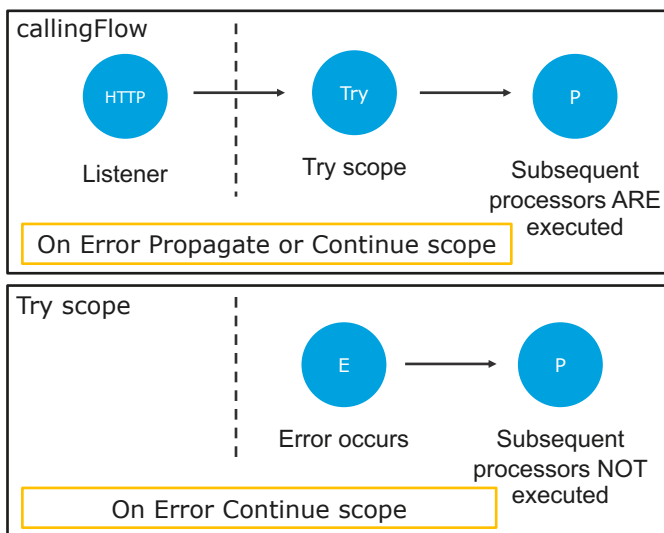 callingFlow
HTTP
Try
P
Listener
Try scope
Subsequent
processors ARE
executed
On Error Propagate or Continue scope
Try scope
E
P
Error occurs
Subsequent
processors NOT
executed
On Error Continue scope